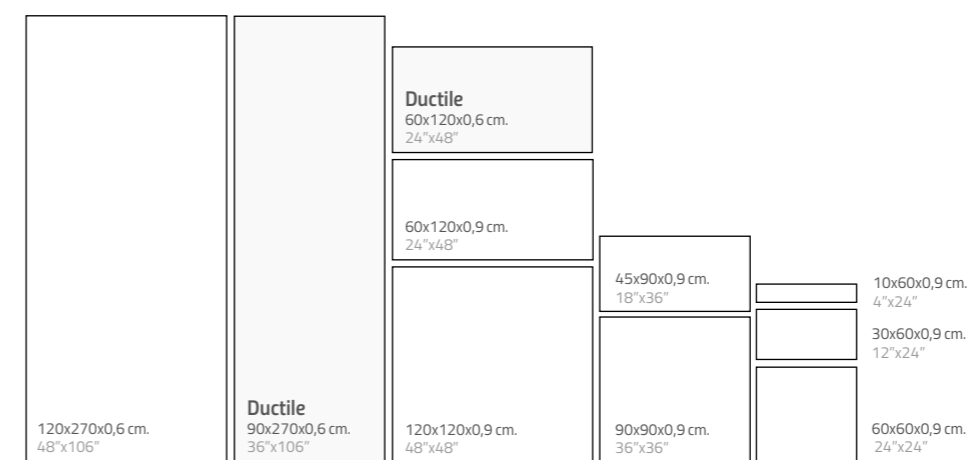 120x270x0,6 cm.
48”x106”
Ductile
90x270x0,6 cm.
36”x106”
Ductile
60x120x0,6 cm.
24”x48”
60x120x0,9 cm.
24”x48”
120x120x0,9 cm.
48”x48”
45x90x0,9 cm.
18”x36”
90x90x0,9 cm.
36”x36”
10x60x0,9 cm.
4”x24”
30x60x0,9 cm.
12”x24”
60x60x0,9 cm.
24”x24”